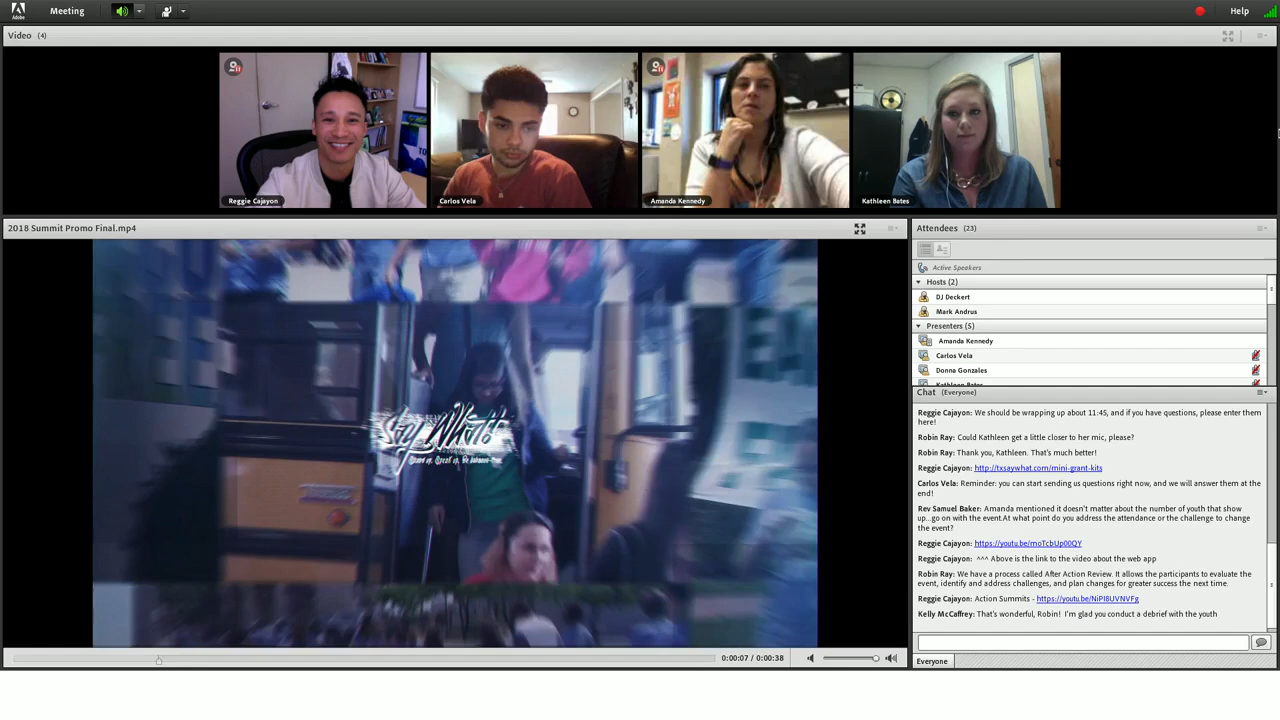 Adobe
Meeting
Help
Video (4)
Reggie Cajayon
Carlos Vela
Amanda Kennedy
Kathleen Bates
2018 Summit Promo Final.mp4
Say What!
0:00:07 / 0:00:38
Attendees (23)
Active Speakers
Hosts (2)
DJ Deckert
Mark Andrus
Presenters (5)
Amanda Kennedy
Carlos Vela
Donna Gonzales
Kathleen Bates
Chat (Everyone)
Reggie Cajayon: We should be wrapping up about 11:45, and if you have questions, please enter them
here!
Robin Ray: Could Kathleen get a little closer to her mic, please?
Robin Ray: Thank you, Kathleen. That's much better!
Reggie Cajayon: http://txsaywhat.com/mini-grant-kits
Carlos Vela: Reminder: you can start sending us questions right now, and we will answer them at the
end!
Rev Samuel Baker: Amanda mentioned it doesn't matter about the number of youth that show
up...go on with the event.At what point do you address the attendance or the challenge to change
the event?
Reggie Cajayon: https://youtu.be/moTcbUp00QY
Reggie Cajayon: ^^^ Above is the link to the video about the web app
Robin Ray: We have a process called After Action Review. It allows the participants to evaluate the
event, identify and address challenges, and plan changes for greater success the next time.
Reggie Cajayon: Action Summits - https://youtu.be/NiPI8UVNVFg
Kelly McCaffrey: That's wonderful, Robin! I'm glad you conduct a debrief with the youth
Everyone